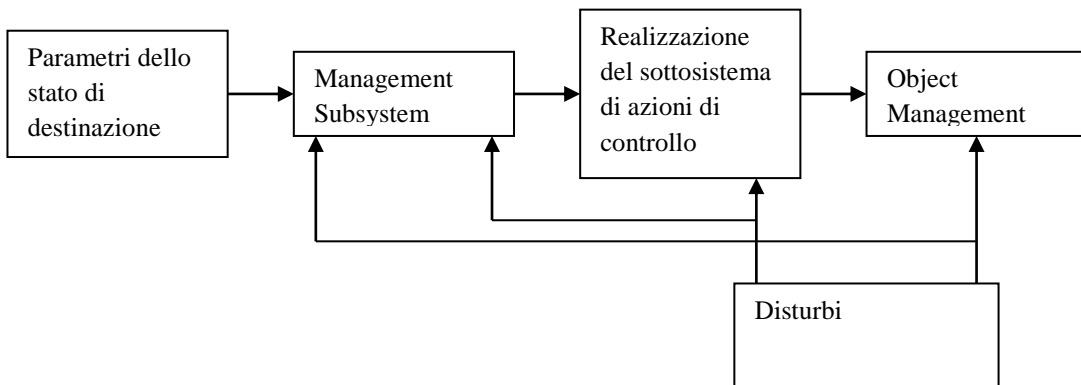 Parametri dello
stato di
destinazione
Management
Subsystem
Realizzazione
del sottosistema
di azioni di
controllo
Object
Management
Disturbi